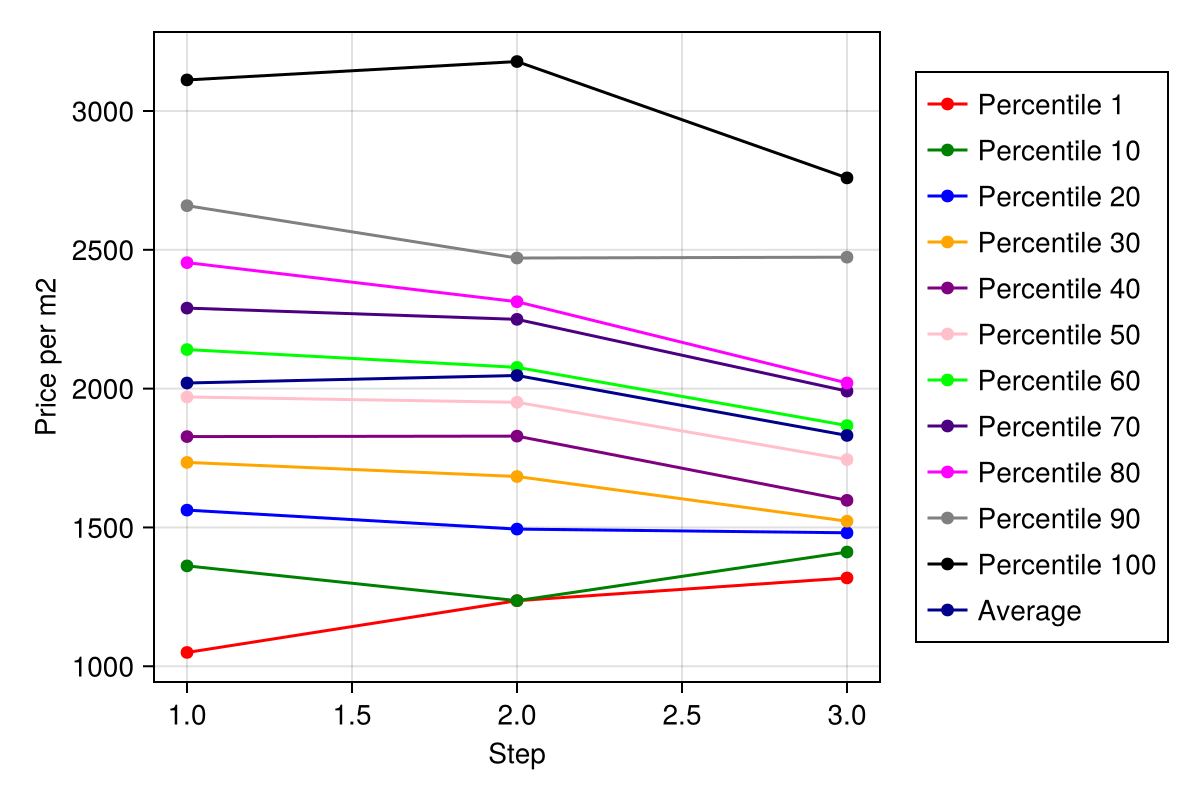 3000
2500
2000
1500
1000
Price per m2
1.0 1.5 2.0 2.5 3.0
Step
Percentile 1
Percentile 10
Percentile 20
Percentile 30
Percentile 40
Percentile 50
Percentile 60
Percentile 70
Percentile 80
Percentile 90
Percentile 100
Average